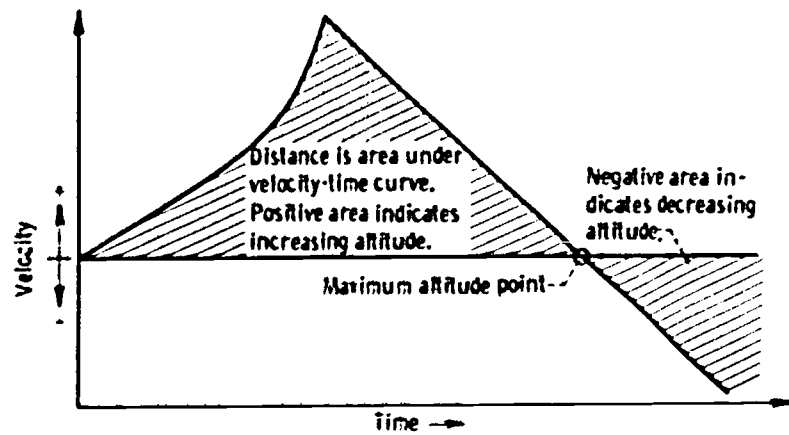 Distance is area under
velocity-time curve.
Positive area indicates
increasing altitude.
Negative area in-
dicates decreasing
altitude.
Maximum altitude point
Velocity
+
-
Time